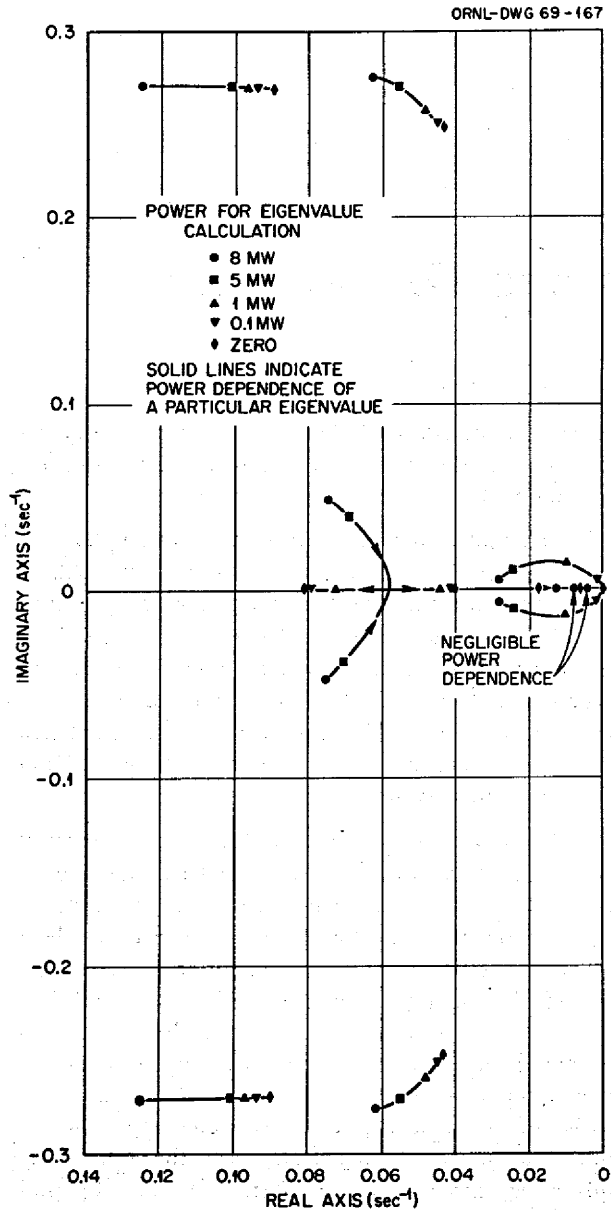 ORNL-DWG 69-167
0.3
0.2
0.1
0
-0.1
-0.2
-0.3
IMAGINARY AXIS (sec⁻¹)
POWER FOR EIGENVALUE
CALCULATION
8 MW
5 MW
1 MW
0.1 MW
ZERO
SOLID LINES INDICATE
POWER DEPENDENCE OF
A PARTICULAR EIGENVALUE
NEGLIGIBLE
POWER
DEPENDENCE
0.14 0.12 0.10 0.08 0.06 0.04 0.02 0
REAL AXIS (sec⁻¹)